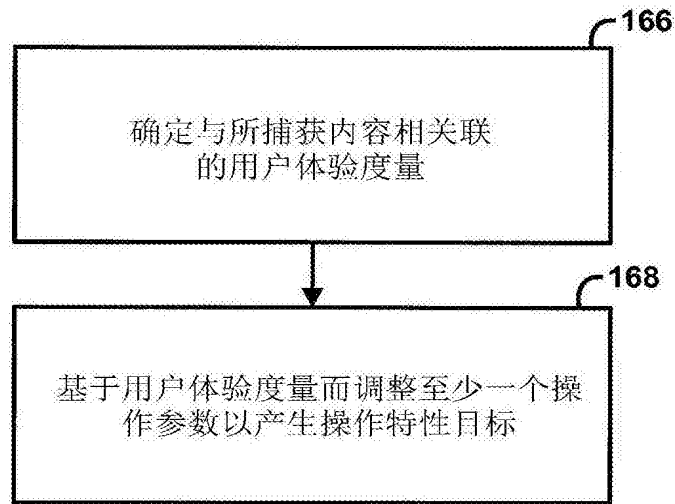 166
确定与所捕获内容相关联
的用户体验度量
168
基于用户体验度量而调整至少一个操
作参数以产生操作特性目标